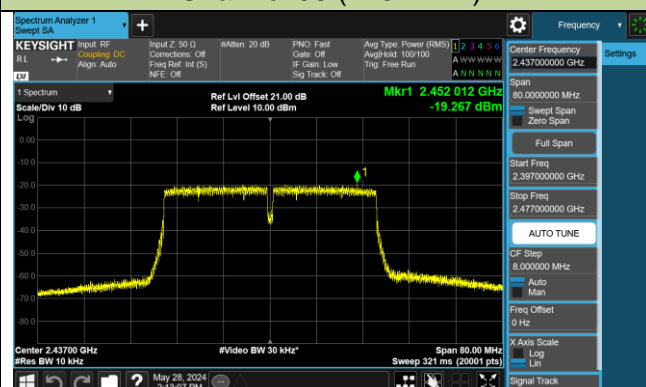 Spectrum Analyzer 1
Swept SA
Frequency
KEYSIGHT
RL
Input: RF
Coupling: DC
Align: Auto
Input Z: 50 Ω
Corrections: Off
Freq Ref: Int (S)
NFE: Off
#Atten: 20 dB
PNO: Fast
Gate: Off
IF Gain: Low
Sig Track: Off
Avg Type: Power (RMS)
Avg|Hold: 100/100
Trig: Free Run
1 2 3 4 5 6
A W W W W W
A N N N N N
LXI
1 Spectrum
Scale/Div 10 dB
Log
Ref Lvl Offset 21.00 dB
Ref Level 10.00 dBm
Mkr1 2.452 012 GHz
-19.267 dBm
0.00
-10.0
-20.0
-30.0
-40.0
-50.0
-60.0
-70.0
-80.0
1
Center 2.43700 GHz
#Res BW 10 kHz
#Video BW 30 kHz*
Span 80.00 MHz
Sweep 321 ms (20001 pts)
Center Frequency
2.437000000 GHz
Settings
Span
80.0000000 MHz
Swept Span
Zero Span
Full Span
Start Freq
2.397000000 GHz
Stop Freq
2.477000000 GHz
AUTO TUNE
CF Step
8.000000 MHz
Auto
Man
Freq Offset
0 Hz
X Axis Scale
Log
Lin
Signal Track
?
May 28, 2024